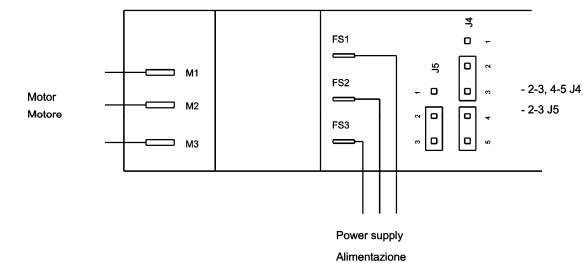 J4
FS1
1
J5
2
M1
FS2
1
3
- 2-3, 4-5 J4
Motor
M2
- 2-3 J5
Motore
2
4
FS3
M3
3
5
Power supply
Alimentazione